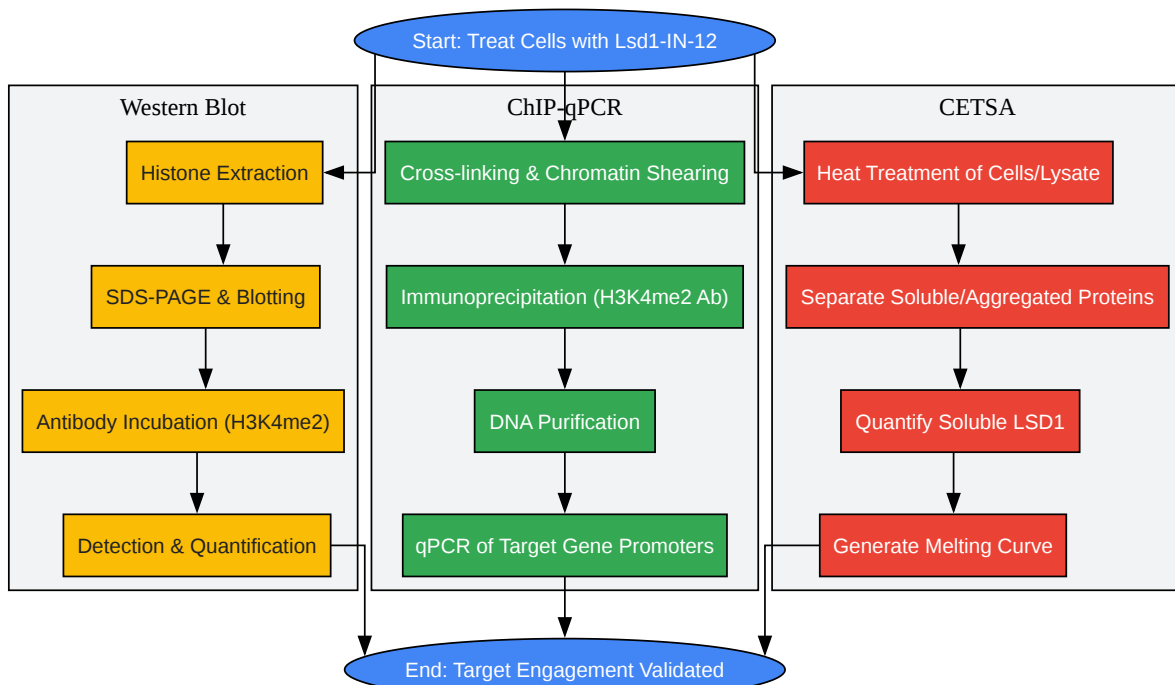 Start: Treat Cells with Lsd1-IN-12
Western Blot
Histone Extraction
SDS-PAGE & Blotting
Antibody Incubation (H3K4me2)
Detection & Quantification
ChIP-qPCR
Cross-linking & Chromatin Shearing
Immunoprecipitation (H3K4me2 Ab)
DNA Purification
qPCR of Target Gene Promoters
CETSA
Heat Treatment of Cells/Lysate
Separate Soluble/Aggregated Proteins
Quantify Soluble LSD1
Generate Melting Curve
End: Target Engagement Validated